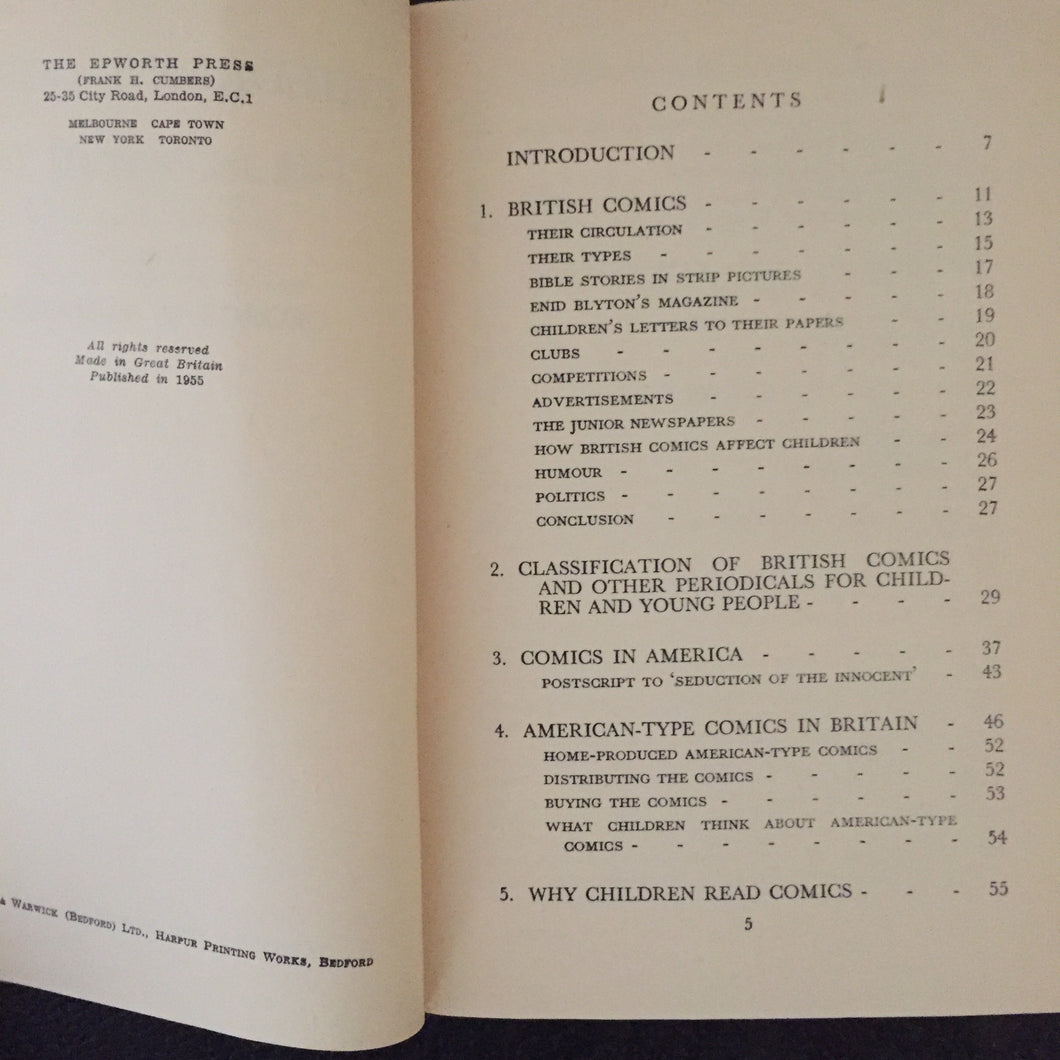 THE EPWORTH PRESS
(FRANK H. CUMBERS)
25-35 City Road, London, E.C.1
MELBOURNE CAPE TOWN
NEW YORK TORONTO
All rights reserved
Made in Great Britain
Published in 1955
& WARWICK (BEDFORD) LTD., HARPUR PRINTING WORKS, BEDFORD
CONTENTS
INTRODUCTION - - - - - - 7
1. BRITISH COMICS - - - - - - 11
THEIR CIRCULATION - - - - - - 13
THEIR TYPES - - - - - - - 15
BIBLE STORIES IN STRIP PICTURES - - - 17
ENID BLYTON'S MAGAZINE - - - - - 18
CHILDREN'S LETTERS TO THEIR PAPERS - - 19
CLUBS - - - - - - - - 20
COMPETITIONS - - - - - - - 21
ADVERTISEMENTS - - - - - - 22
THE JUNIOR NEWSPAPERS - - - - - 23
HOW BRITISH COMICS AFFECT CHILDREN - - 24
HUMOUR - - - - - - - - 26
POLITICS - - - - - - - - 27
CONCLUSION - - - - - - - 27
2. CLASSIFICATION OF BRITISH COMICS
AND OTHER PERIODICALS FOR CHILD-
REN AND YOUNG PEOPLE - - - - 29
3. COMICS IN AMERICA - - - - - 37
POSTSCRIPT TO 'SEDUCTION OF THE INNOCENT' - 43
4. AMERICAN-TYPE COMICS IN BRITAIN - 46
HOME-PRODUCED AMERICAN-TYPE COMICS - - 52
DISTRIBUTING THE COMICS - - - - - 52
BUYING THE COMICS - - - - - - 53
WHAT CHILDREN THINK ABOUT AMERICAN-TYPE
COMICS - - - - - - - - 54
5. WHY CHILDREN READ COMICS - - - 55
5